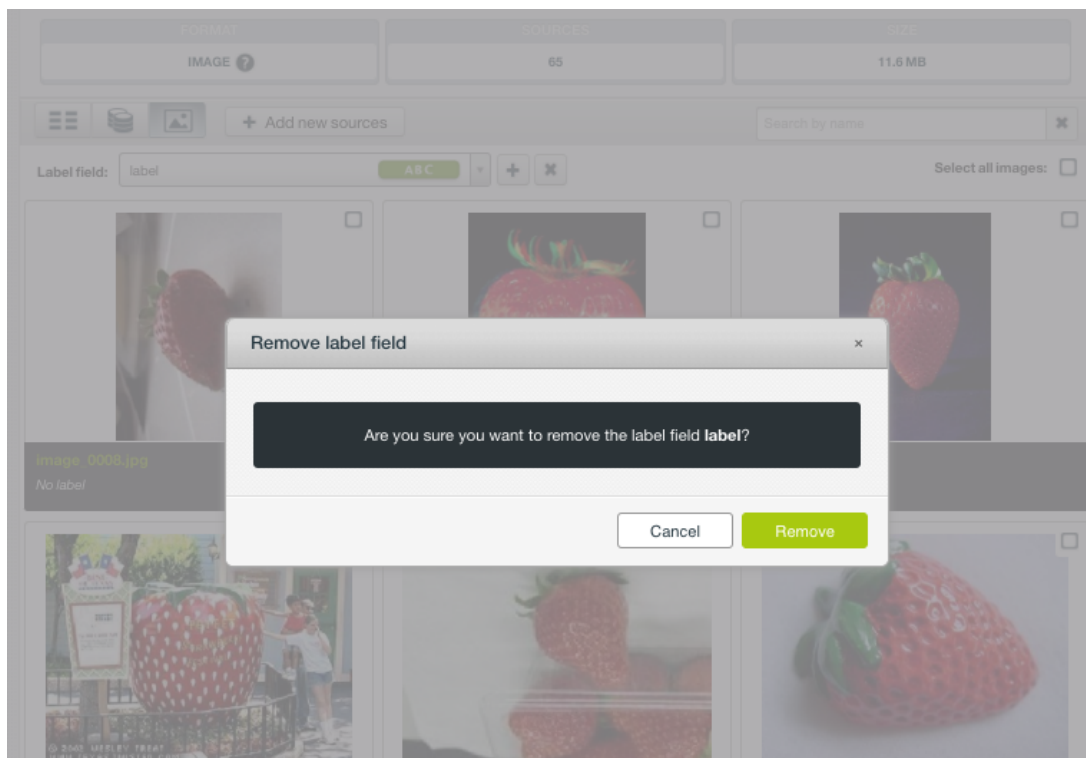 FORMAT
SOURCES
SIZE
IMAGE ?
65
11.6 MB
+ Add new sources
Search by name
Label field:
label
ABC
Select all images:
Remove label field
×
Are you sure you want to remove the label field label?
image_0008.jpg
No label
Cancel
Remove